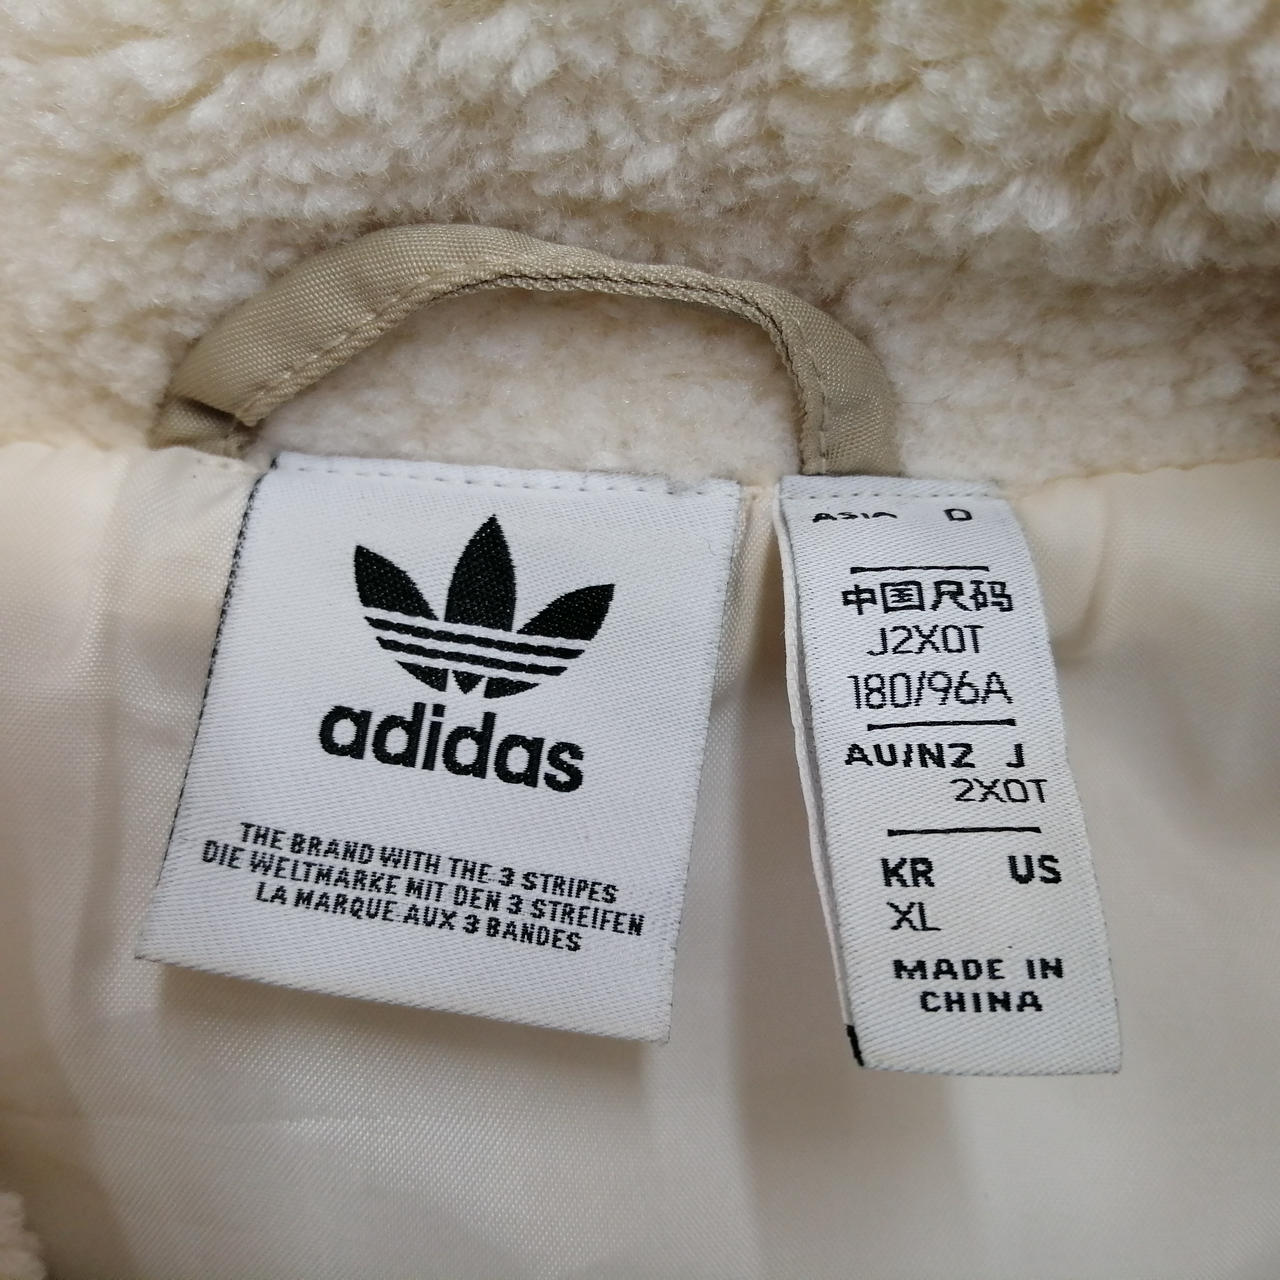 adidas
THE BRAND WITH THE 3 STRIPES
DIE WELTMARKE MIT DEN 3 STREIFEN
LA MARQUE AUX 3 BANDES
ASIA D
中国尺码
J2XOT
180/96A
AU/NZ J
2XOT
KR US
XL
MADE IN
CHINA